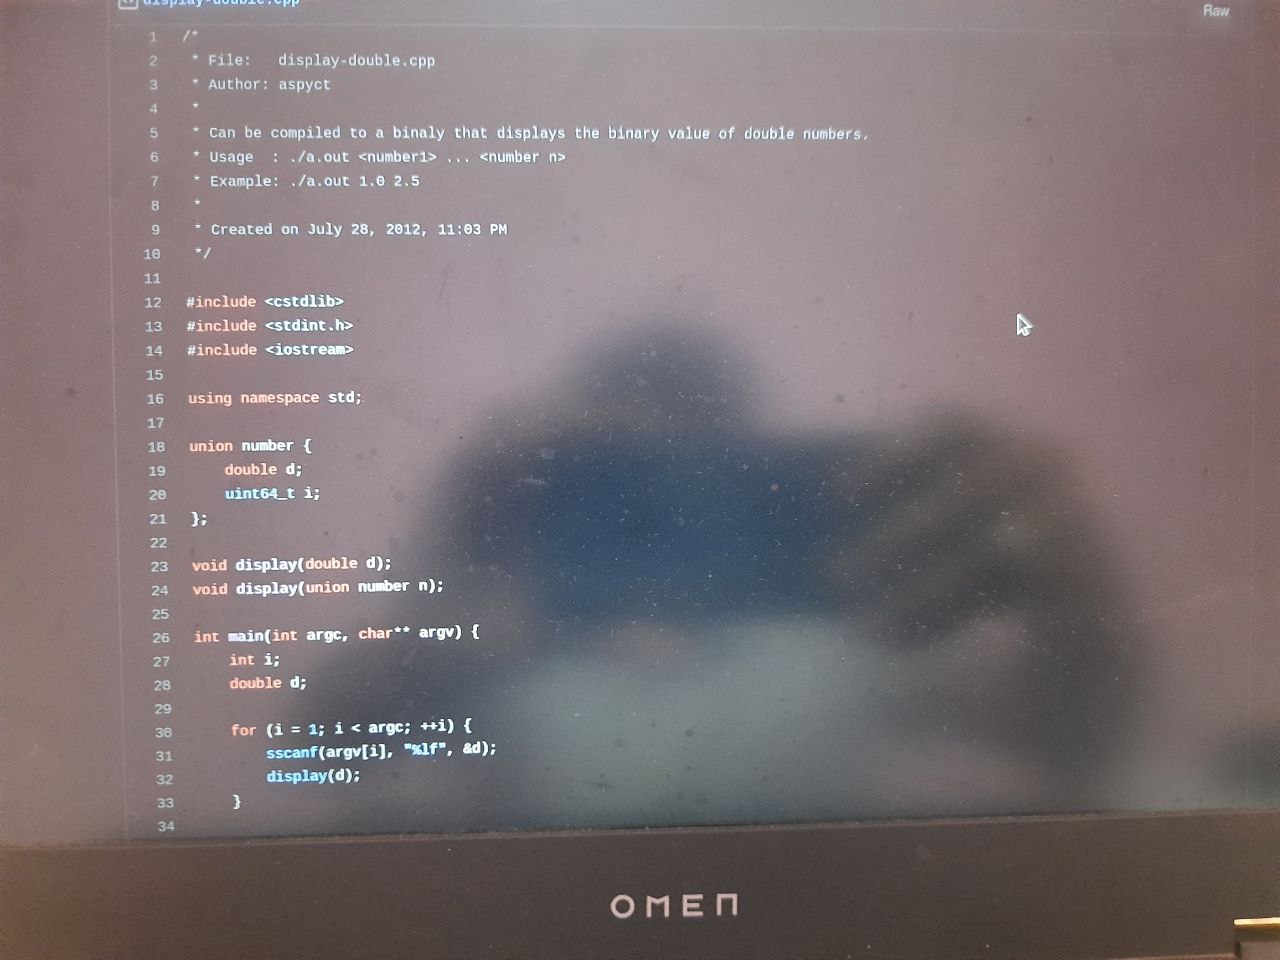 display-double.cpp
Raw
1 /*
2 * File: display-double.cpp
3 * Author: aspyct
4 *
5 * Can be compiled to a binaly that displays the binary value of double numbers.
6 * Usage : ./a.out <number1> ... <number n>
7 * Example: ./a.out 1.0 2.5
8 *
9 * Created on July 28, 2012, 11:03 PM
10 */
11
12 #include <cstdlib>
13 #include <stdint.h>
14 #include <iostream>
15
16 using namespace std;
17
18 union number {
19 double d;
20 uint64_t i;
21 };
22
23 void display(double d);
24 void display(union number n);
25
26 int main(int argc, char** argv) {
27 int i;
28 double d;
29
30 for (i = 1; i < argc; ++i) {
31 sscanf(argv[i], "%lf", &d);
32 display(d);
33 }
34
OMEN